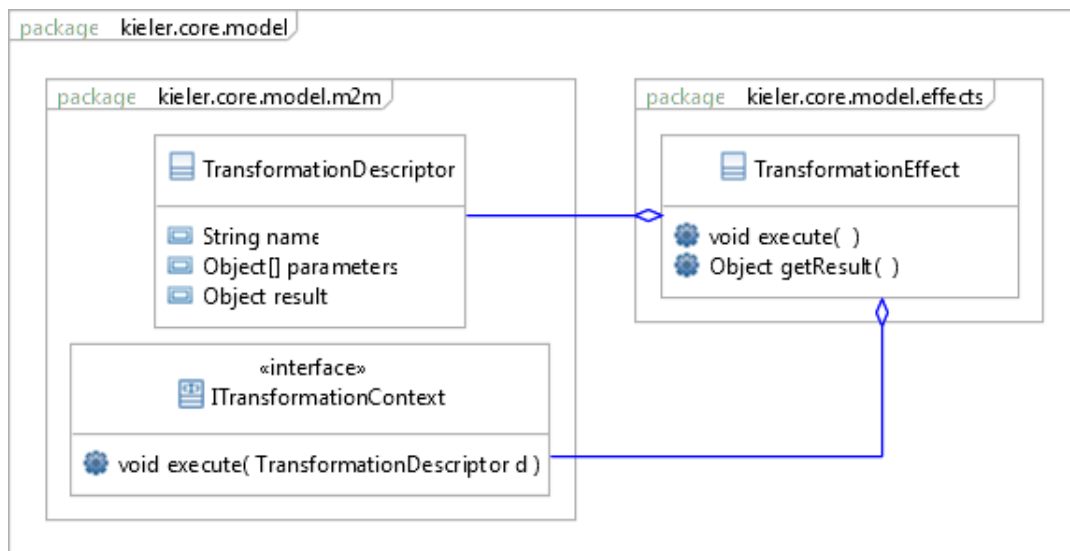 package kieler.core.model
package kieler.core.model.m2m
package kieler.core.model.effects
TransformationDescriptor
String name
Object[] parameters
Object result
TransformationEffect
void execute( )
Object getResult( )
«interface»
ITransformationContext
void execute( TransformationDescriptor d )